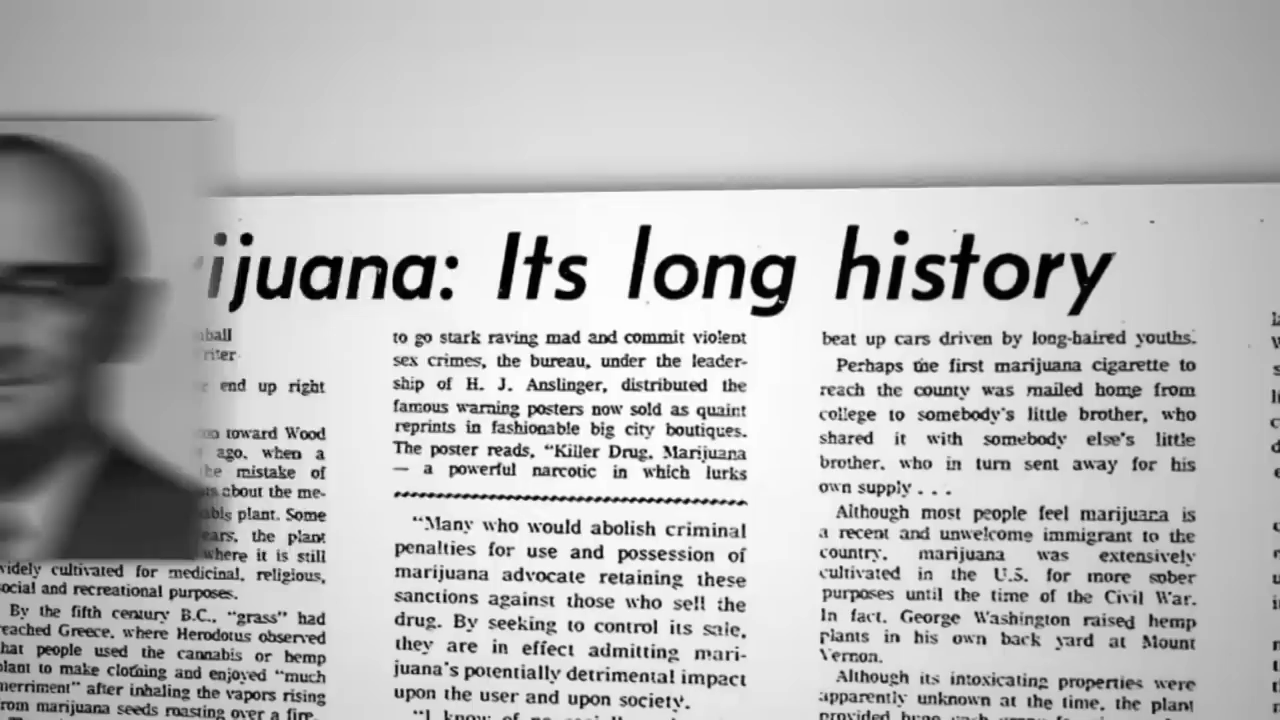 ijuana: Its long history
end up right
toward Wood
ago, when a
mistake of
about the me-
plant. Some
the plant
where it is still
widely cultivated for medicinal, religious,
social and recreational purposes.
By the fifth century B.C., "grass" had
reached Greece, where Herodotus observed
that people used the cannabis or hemp
plant to make clothing and enjoyed "much
merriment" after inhaling the vapors rising
from marijuana seeds roasting over a fire.
to go stark raving mad and commit violent
sex crimes, the bureau, under the leader-
ship of H. J. Anslinger, distributed the
famous warning posters now sold as quaint
reprints in fashionable big city boutiques.
The poster reads, "Killer Drug, Marijuana
— a powerful narcotic in which lurks
"Many who would abolish criminal
penalties for use and possession of
marijuana advocate retaining these
sanctions against those who sell the
drug. By seeking to control its sale,
they are in effect admitting mari-
juana's potentially detrimental impact
upon the user and upon society.
"I know of no
beat up cars driven by long-haired youths.
Perhaps the first marijuana cigarette to
reach the county was mailed home from
college to somebody's little brother, who
shared it with somebody else's little
brother, who in turn sent away for his
own supply . . .
Although most people feel marijuana is
a recent and unwelcome immigrant to the
country, marijuana was extensively
cultivated in the U.S. for more sober
purposes until the time of the Civil War.
In fact, George Washington raised hemp
plants in his own back yard at Mount
Vernon.
Although its intoxicating properties were
apparently unknown at the time, the plant
provided